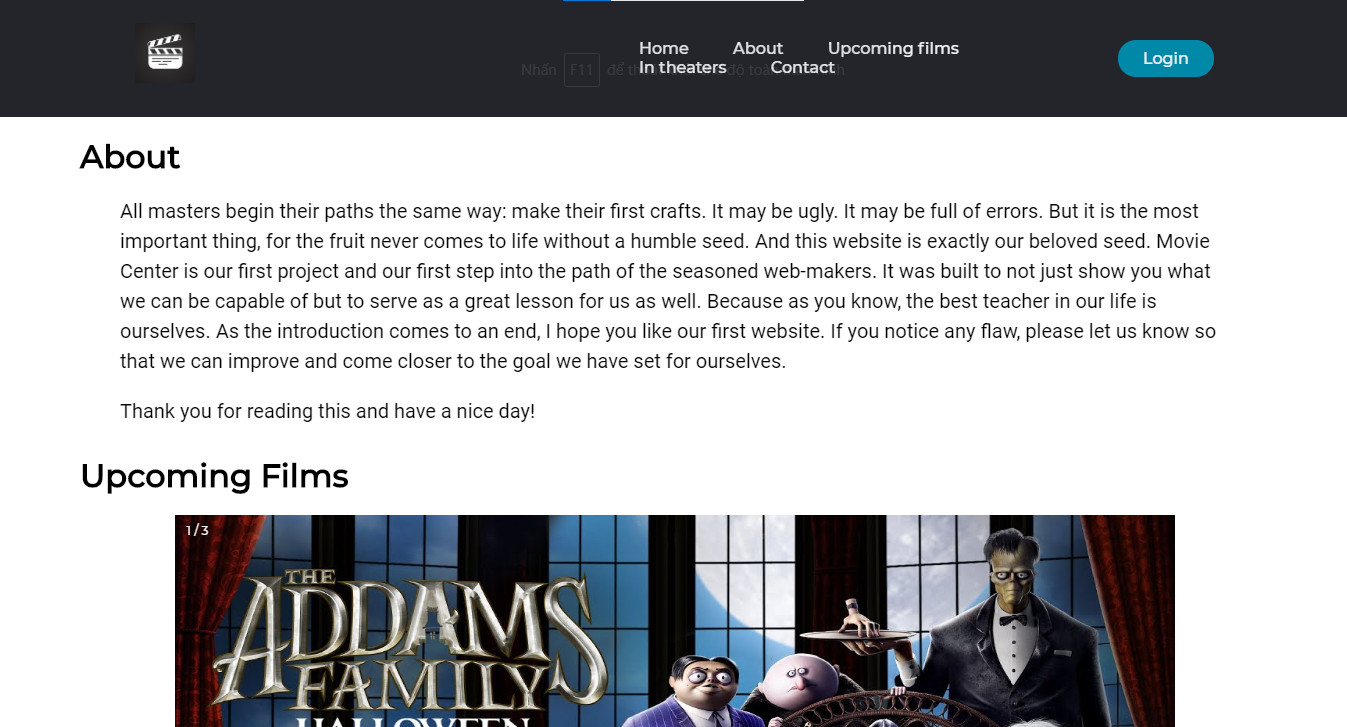 Home About Upcoming films
In theaters Contact
Login
Nhấn F11 để
About
All masters begin their paths the same way: make their first crafts. It may be ugly. It may be full of errors. But it is the most
important thing, for the fruit never comes to life without a humble seed. And this website is exactly our beloved seed. Movie
Center is our first project and our first step into the path of the seasoned web-makers. It was built to not just show you what
we can be capable of but to serve as a great lesson for us as well. Because as you know, the best teacher in our life is
ourselves. As the introduction comes to an end, I hope you like our first website. If you notice any flaw, please let us know so
that we can improve and come closer to the goal we have set for ourselves.
Thank you for reading this and have a nice day!
Upcoming Films
1 / 3
THE
ADDAMS
FAMILY
HALLOWEEN